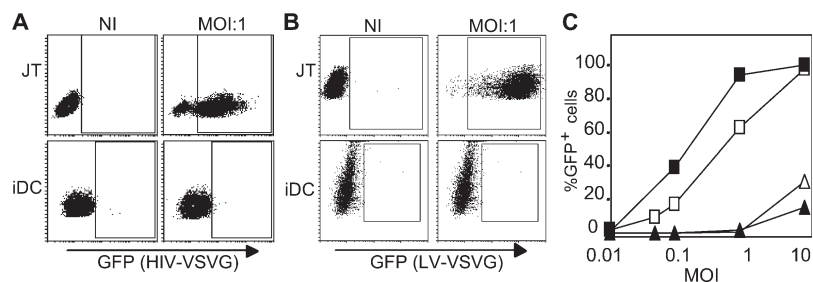 A
NI
MOI:1
JT
iDC
GFP (HIV-VSVG)
B
NI
MOI:1
JT
iDC
GFP (LV-VSVG)
C
%GFP+ cells
100
80
60
40
20
0
0.01
0.1
1
10
MOI